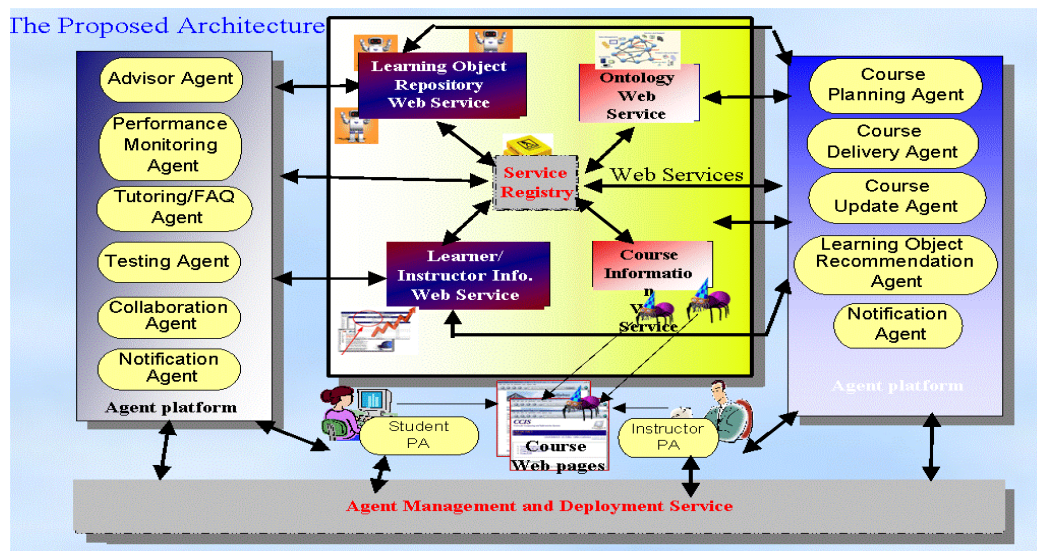 The Proposed Architecture
Advisor Agent
Performance
Monitoring
Agent
Tutoring/FAQ
Agent
Testing Agent
Collaboration
Agent
Notification
Agent
Agent platform
Learning Object
Repository
Web Service
Ontology
Web
Service
Service
Registry
Web Services
Learner/
Instructor Info.
Web Service
Course
Informatio
n
W
Service
Course
Planning Agent
Course
Delivery Agent
Course
Update Agent
Learning Object
Recommendation
Agent
Notification
Agent
Agent platform
Student
PA
CCIS
Course
Web pages
Instructor
PA
Agent Management and Deployment Service